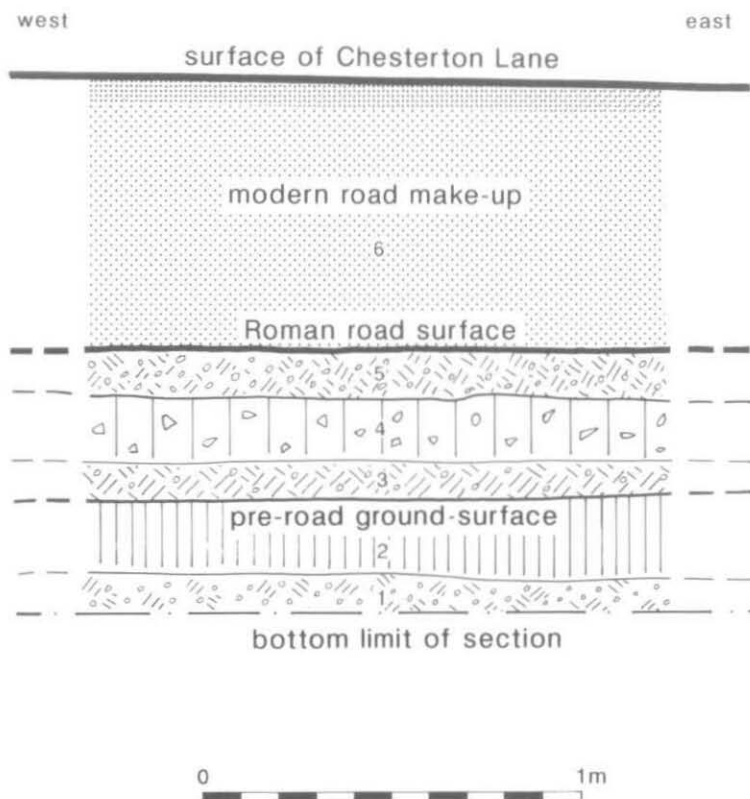 west
east
surface of Chesterton Lane
modern road make-up
6
Roman road surface
5
4
3
pre-road ground-surface
2
1
bottom limit of section
0
1m